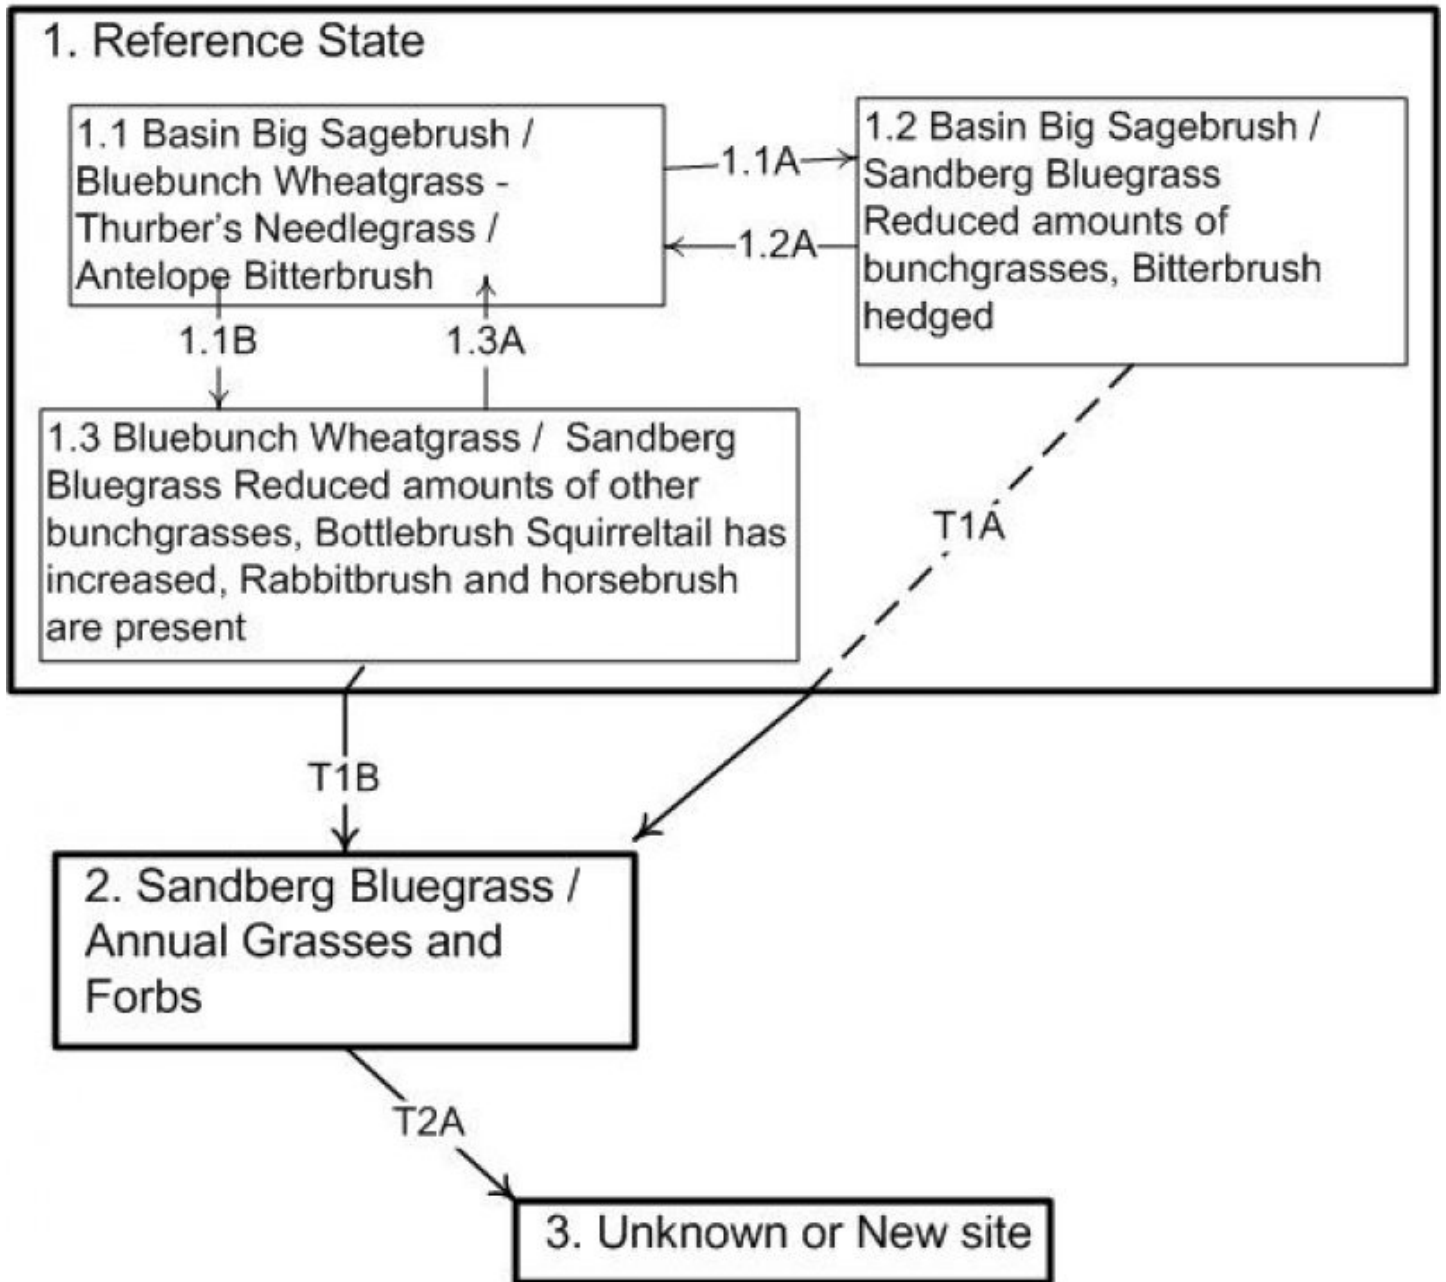 1. Reference State
1.1 Basin Big Sagebrush /
Bluebunch Wheatgrass -
Thurber's Needlegrass /
Antelope Bitterbrush
1.1A
1.2A
1.2 Basin Big Sagebrush /
Sandberg Bluegrass
Reduced amounts of
bunchgrasses, Bitterbrush
hedged
1.1B
1.3A
1.3 Bluebunch Wheatgrass / Sandberg
Bluegrass Reduced amounts of other
bunchgrasses, Bottlebrush Squirreltail has
increased, Rabbitbrush and horsebrush
are present
T1A
T1B
2. Sandberg Bluegrass /
Annual Grasses and
Forbs
T2A
3. Unknown or New site